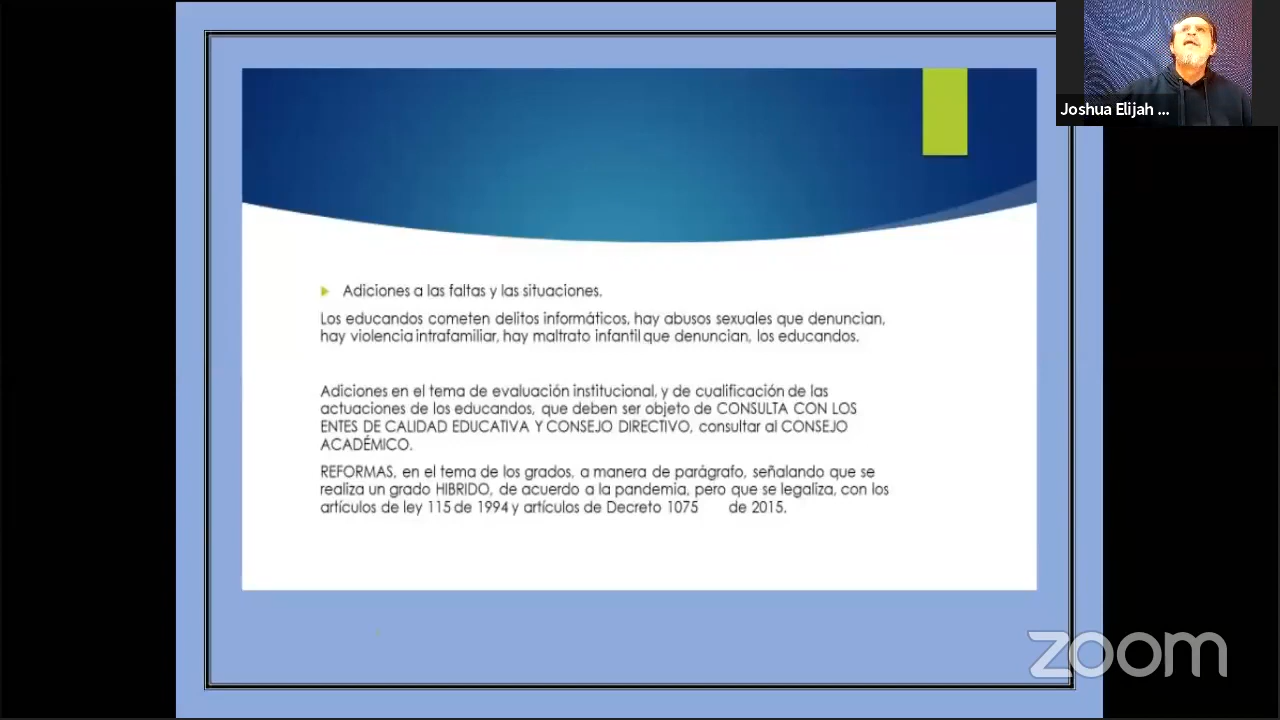 Joshua Elijah ...
Adiciones a las faltas y las situaciones.
Los educandos cometen delitos informáticos, hay abusos sexuales que denuncian,
hay violencia intrafamiliar, hay maltrato infantil que denuncian, los educandos.
Adiciones en el tema de evaluación institucional, y de cualificación de las
actuaciones de los educandos, que deben ser objeto de CONSULTA CON LOS
ENTES DE CALIDAD EDUCATIVA Y CONSEJO DIRECTIVO, consultar al CONSEJO
ACADÉMICO.
REFORMAS, en el tema de los grados, a manera de parágrafo, señalando que se
realiza un grado HIBRIDO, de acuerdo a la pandemia, pero que se legaliza, con los
artículos de ley 115 de 1994 y artículos de Decreto 1075 de 2015.
zoom